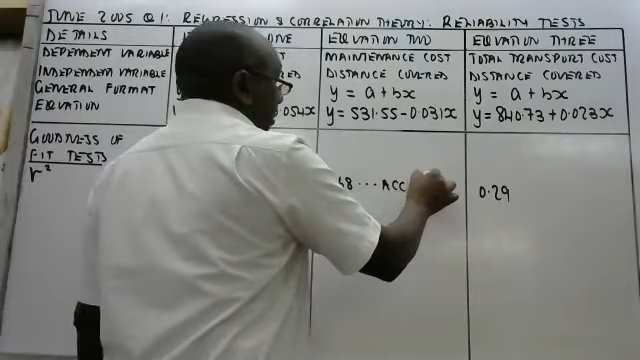 JUNE 2005 Q1: REGRESSION & CORRELATION THEORY: RELIABILITY TESTS
DETAILS EQUATION TWO EQUATION THREE
DEPENDENT VARIABLE MAINTENANCE COST TOTAL TRANSPORT COST
INDEPENDENT VARIABLE DISTANCE COVERED DISTANCE COVERED
GENERAL FORMAT y = a + bx y = a + bx
EQUATION .054x y = 531.55 - 0.031x y = 840.73 + 0.023x
GOODNESS OF
FIT TESTS
r² 0.29